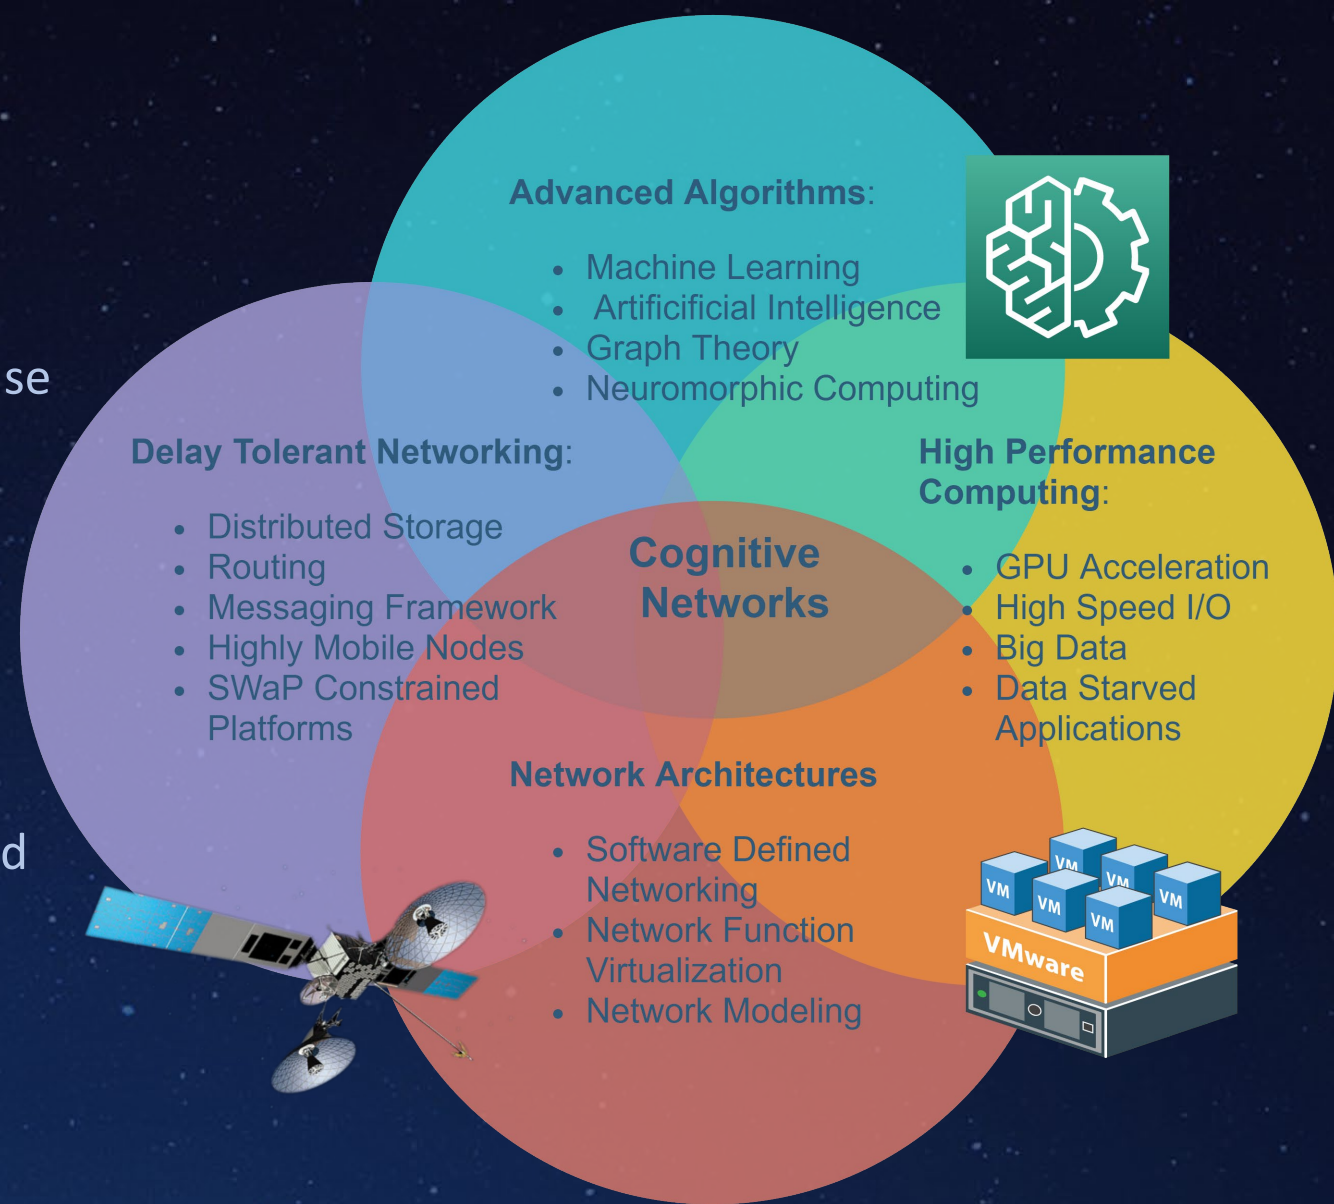 Advanced Algorithms:
• Machine Learning
• Artificificial Intelligence
• Graph Theory
• Neuromorphic Computing
se
Delay Tolerant Networking:
• Distributed Storage
• Routing
• Messaging Framework
• Highly Mobile Nodes
• SWaP Constrained
Platforms
Cognitive
Networks
High Performance
Computing:
• GPU Acceleration
• High Speed I/O
• Big Data
• Data Starved
Applications
Network Architectures
• Software Defined
Networking
• Network Function
Virtualization
• Network Modeling
d
VM
VM
VM
VM
VM
VM
VMware